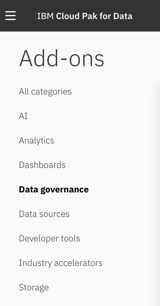 IBM Cloud Pak for Data
Add-ons
All categories
AI
Analytics
Dashboards
Data governance
Data sources
Developer tools
Industry accelerators
Storage